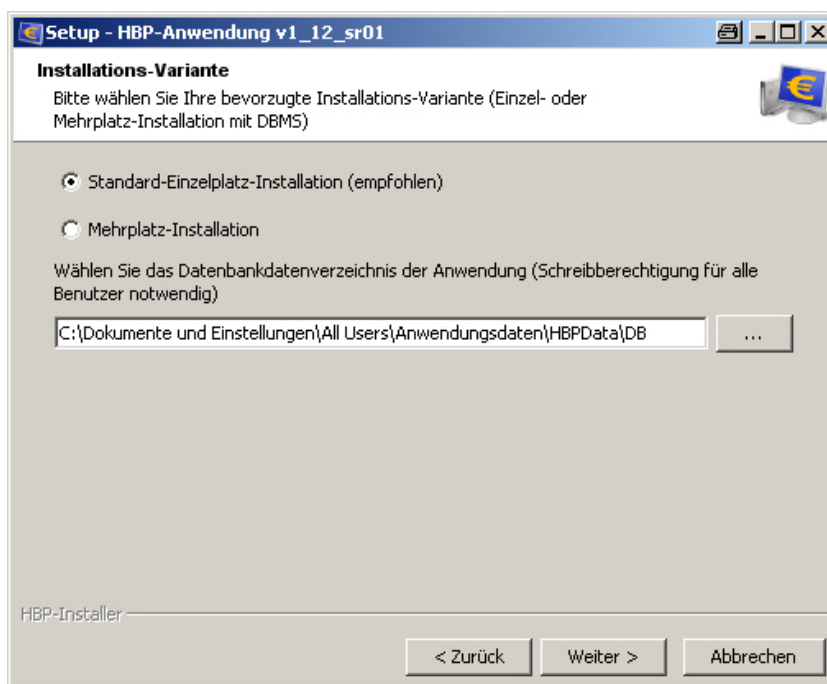 Setup - HBP-Anwendung v1_12_sr01
Installations-Variante
Bitte wählen Sie Ihre bevorzugte Installations-Variante (Einzel- oder
Mehrplatz-Installation mit DBMS)
Standard-Einzelplatz-Installation (empfohlen)
Mehrplatz-Installation
Wählen Sie das Datenbankdatenverzeichnis der Anwendung (Schreibberechtigung für alle
Benutzer notwendig)
C:\Dokumente und Einstellungen\All Users\Anwendungsdaten\HBPData\DB
...
HBP-Installer
< Zurück Weiter > Abbrechen